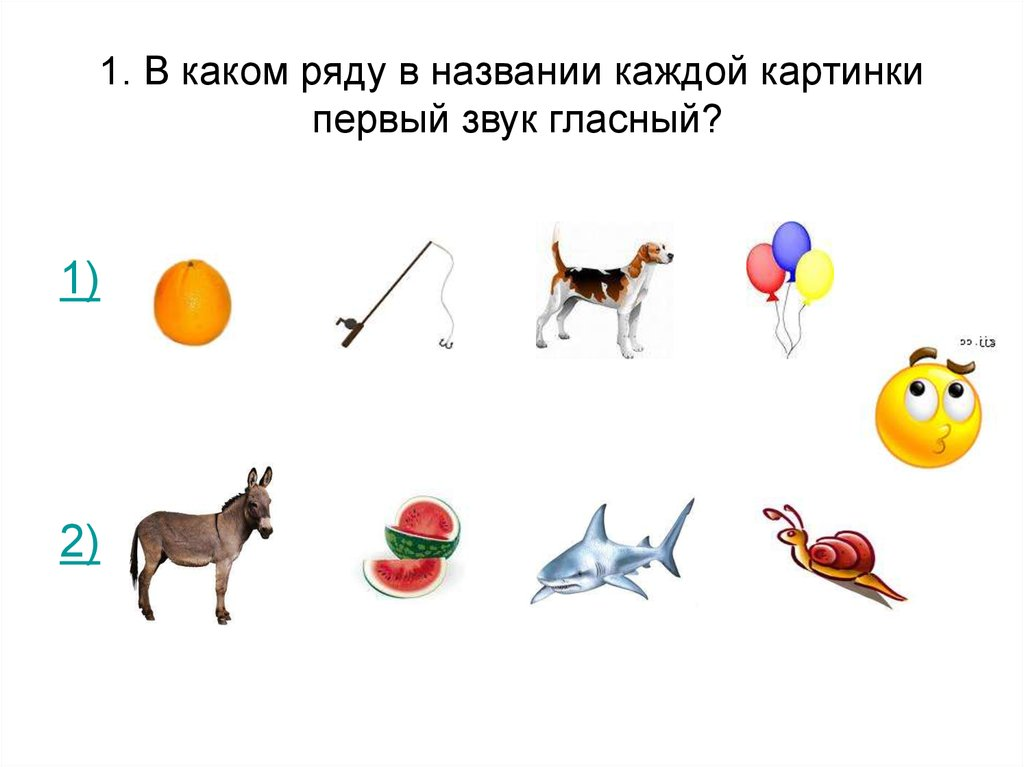 1. В каком ряду в названии каждой картинки
первый звук гласный?
1)
2)